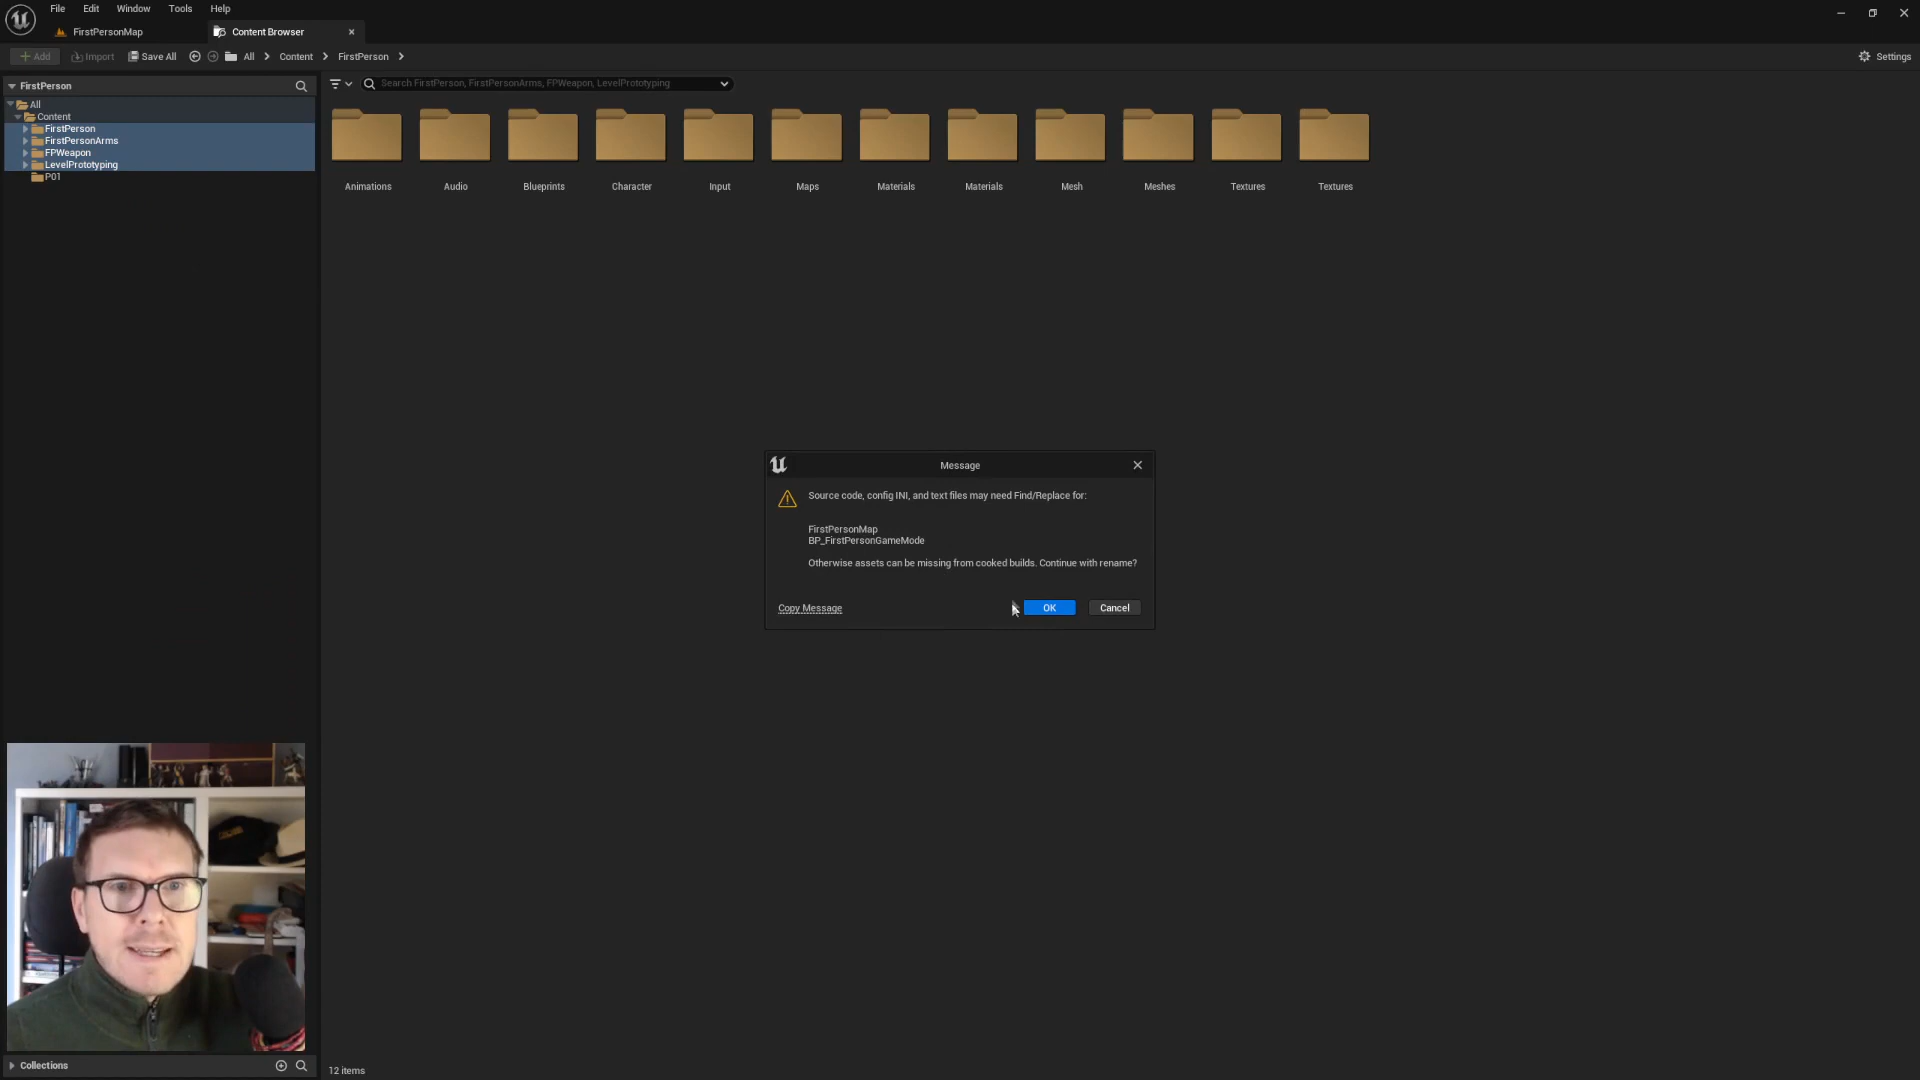 File Edit Window Tools Help
FirstPersonMap
Content Browser
Add Import Save All All Content FirstPerson Settings
FirstPerson
Search FirstPerson, FirstPersonArms, FPWeapon, LevelPrototyping
All
Content
FirstPerson
FirstPersonArms
FPWeapon
LevelPrototyping
P01
Animations Audio Blueprints Character Input Maps Materials Materials Mesh Meshes Textures Textures
Message
Source code, config INI, and text files may need Find/Replace for:
FirstPersonMap
BP_FirstPersonGameMode
Otherwise assets can be missing from cooked builds. Continue with rename?
Copy Message OK Cancel
Collections
12 items